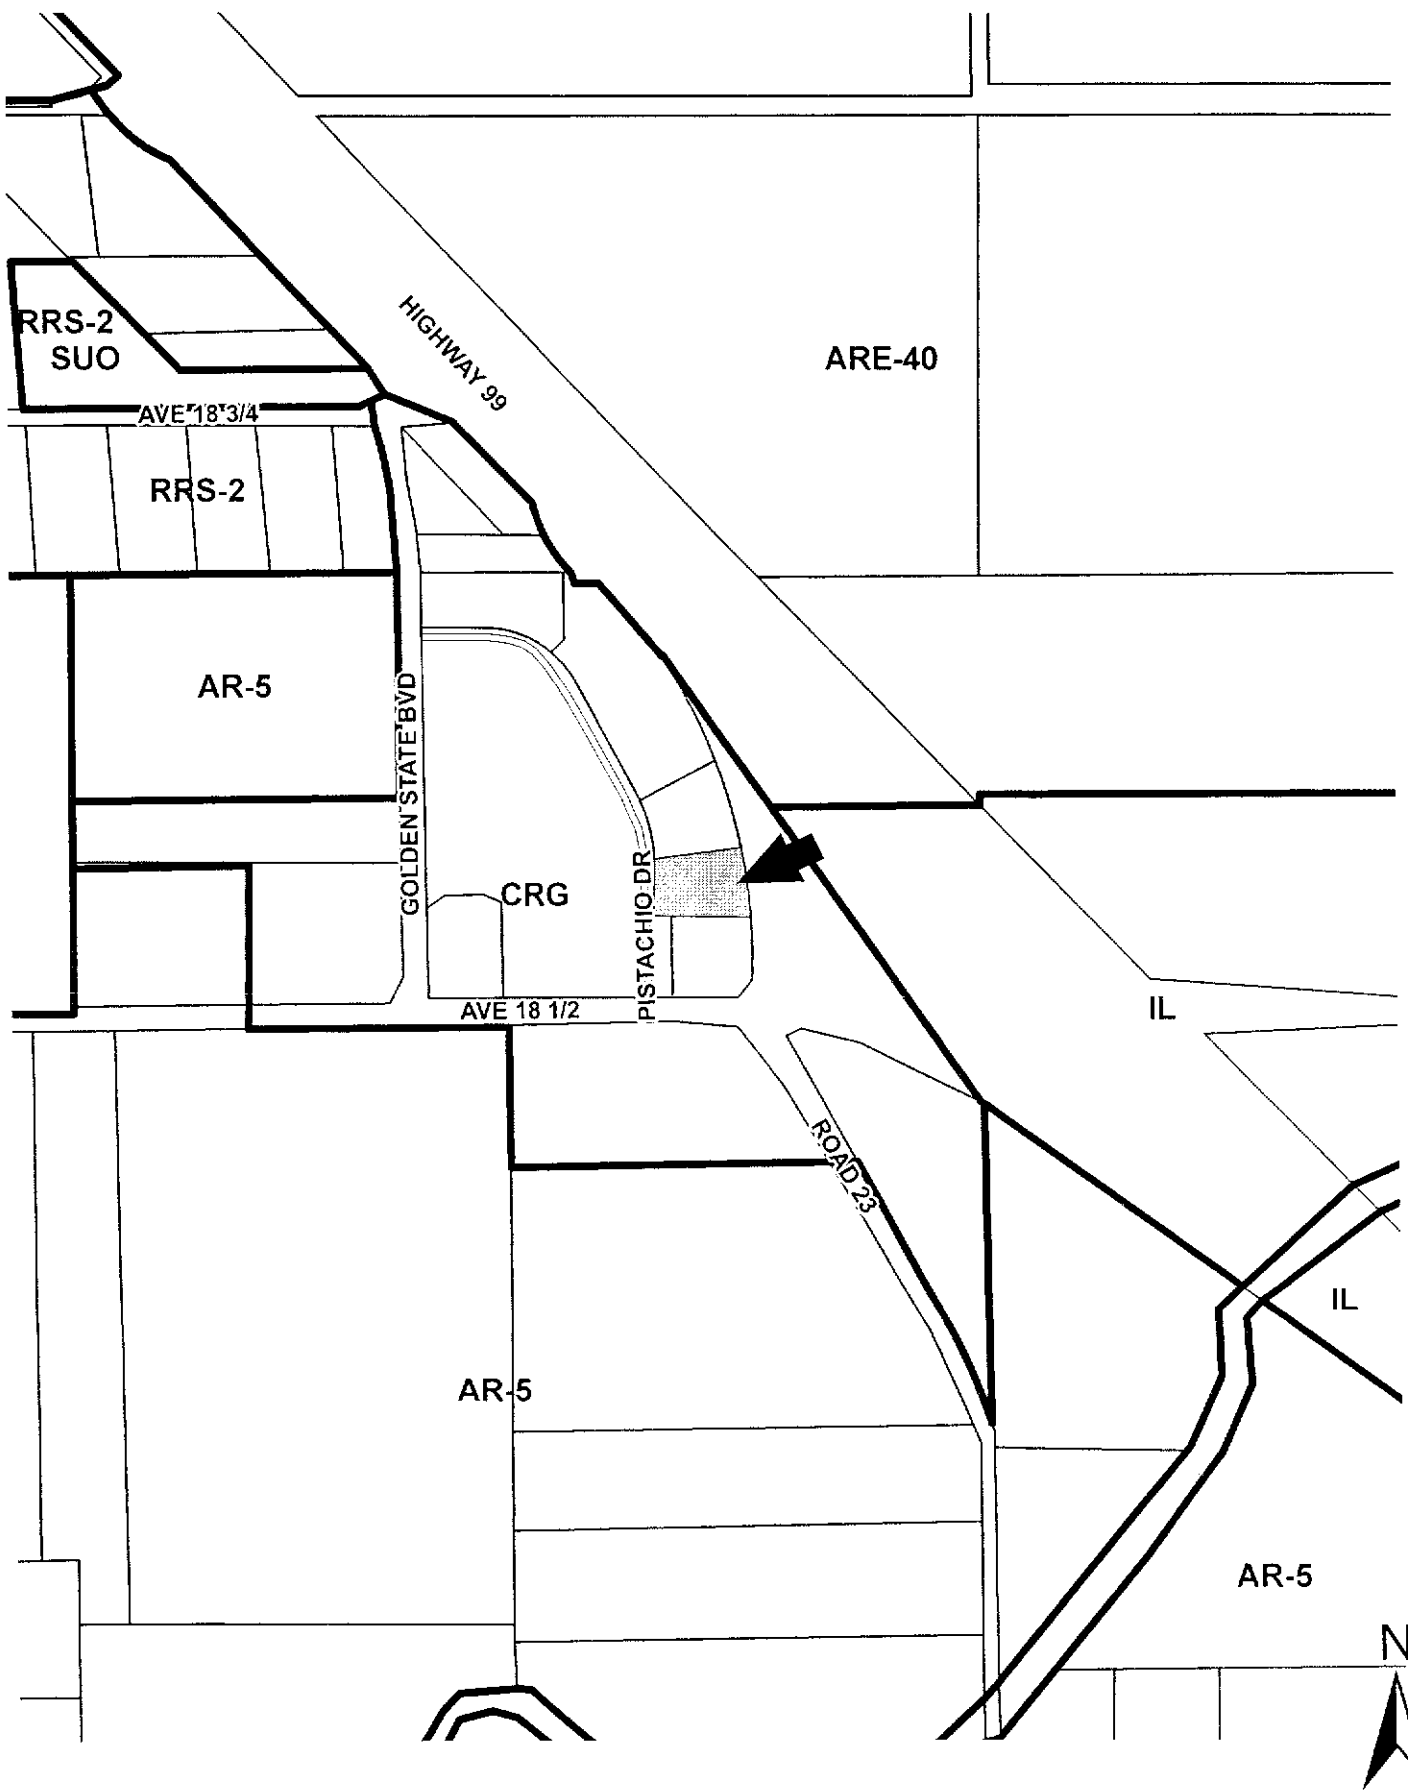 HIGHWAY 99
RRS-2
SUO
ARE-40
AVE 18 3/4
RRS-2
AR-5
GOLDEN STATE BVD
CRG
PISTACHIO DR
AVE 18 1/2
IL
ROAD 23
IL
AR-5
AR-5
N